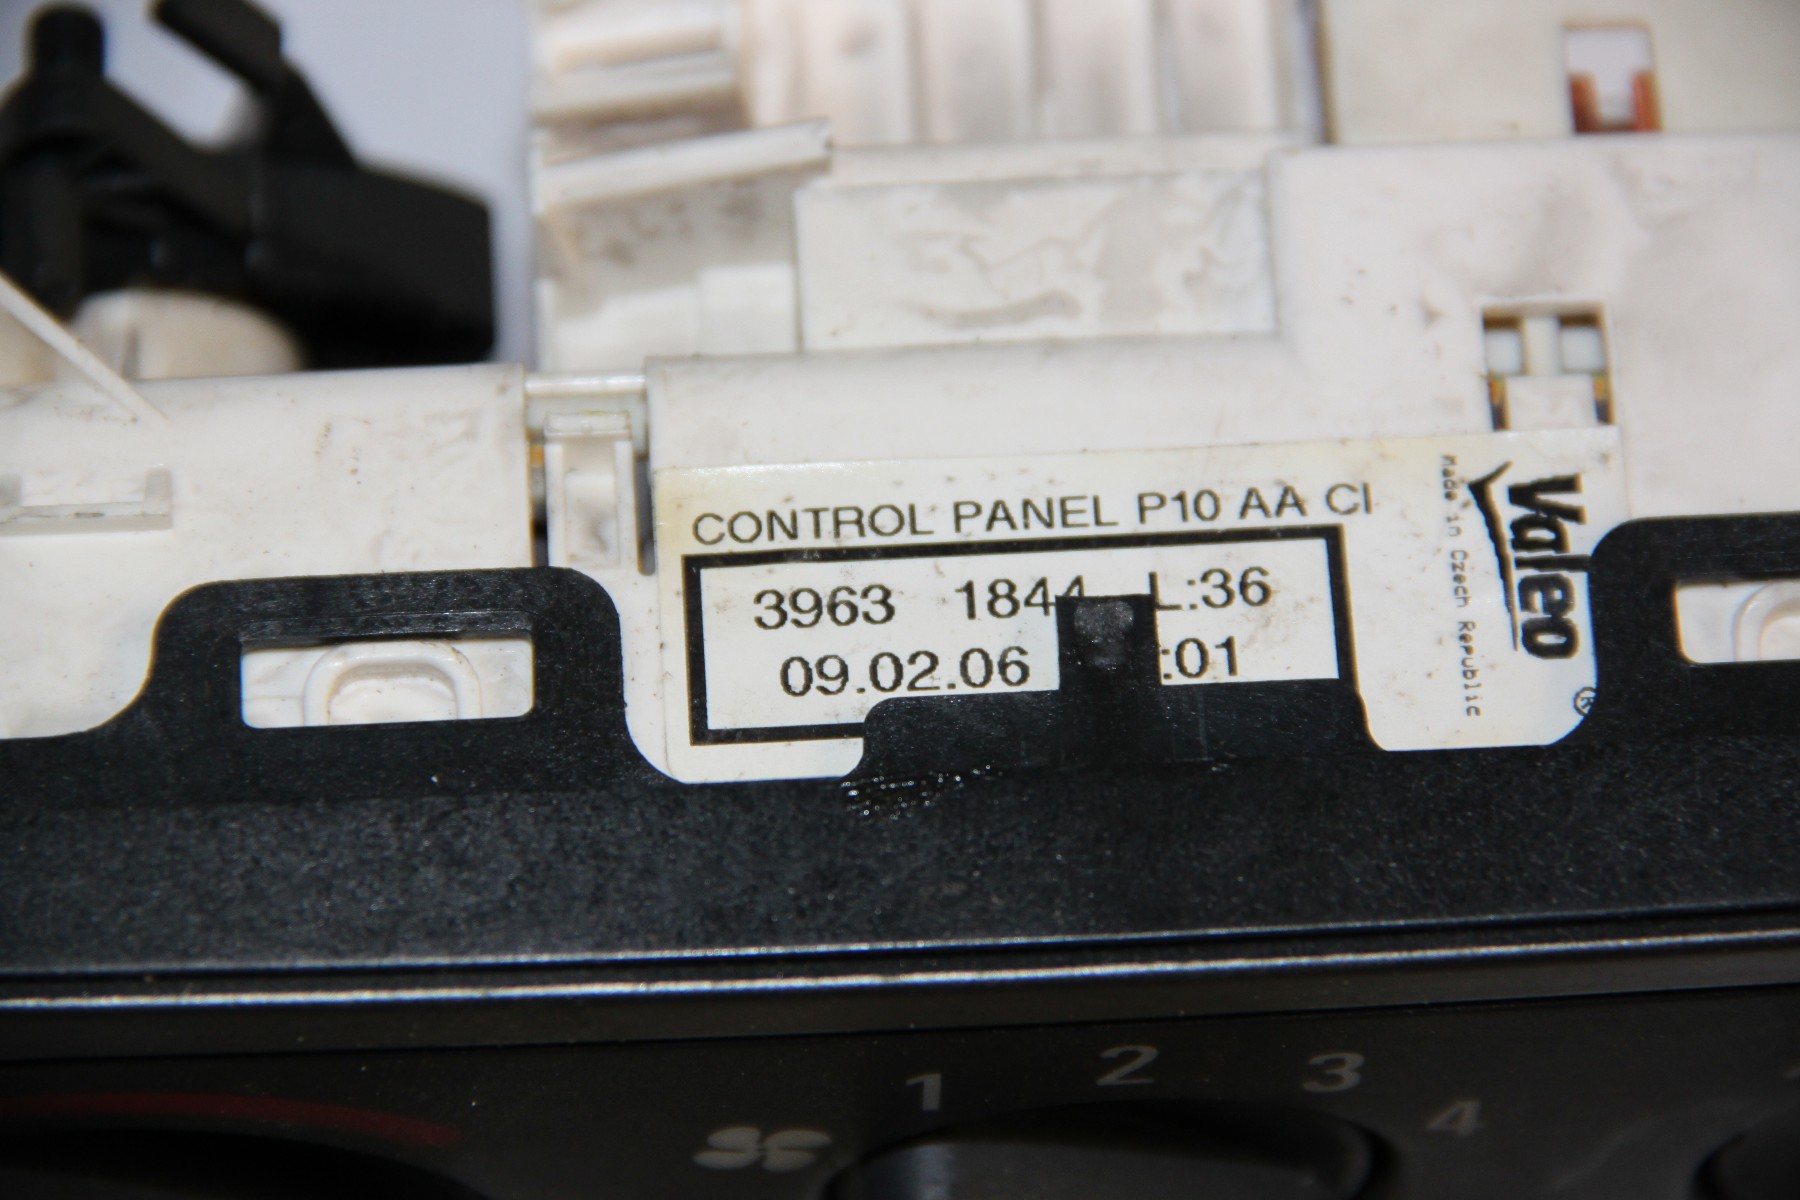 CONTROL PANEL P10 AA CI
3963 1844 L:36
09.02.06 :01
Made in Czech Republic
Valeo
®
1 2 3 4